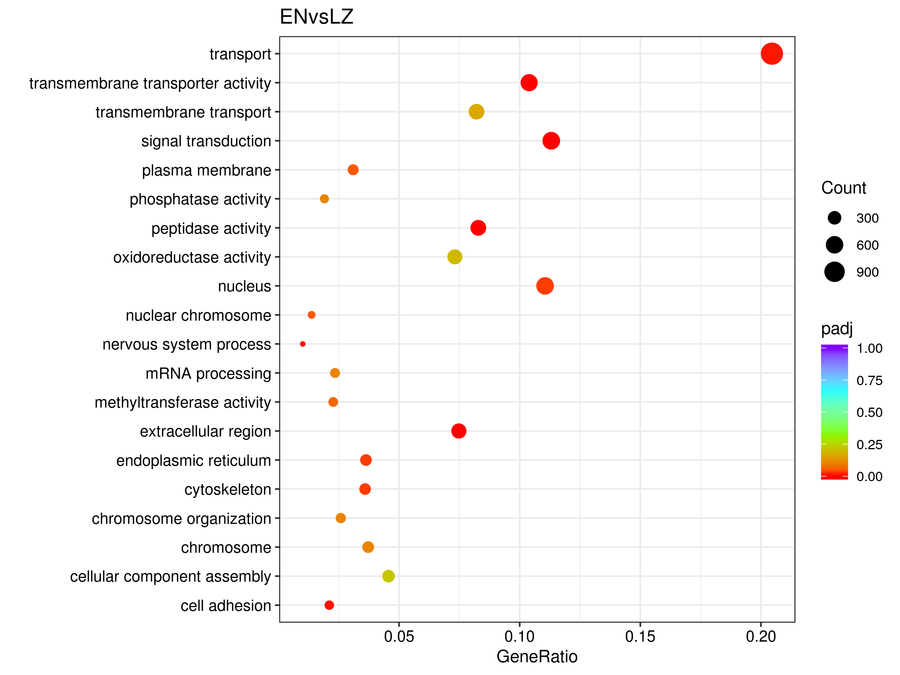 ENvsLZ
transport
transmembrane transporter activity
transmembrane transport
signal transduction
plasma membrane
phosphatase activity
peptidase activity
oxidoreductase activity
nucleus
nuclear chromosome
nervous system process
mRNA processing
methyltransferase activity
extracellular region
endoplasmic reticulum
cytoskeleton
chromosome organization
chromosome
cellular component assembly
cell adhesion
0.05 0.10 0.15 0.20
GeneRatio
Count
300
600
900
padj
1.00
0.75
0.50
0.25
0.00